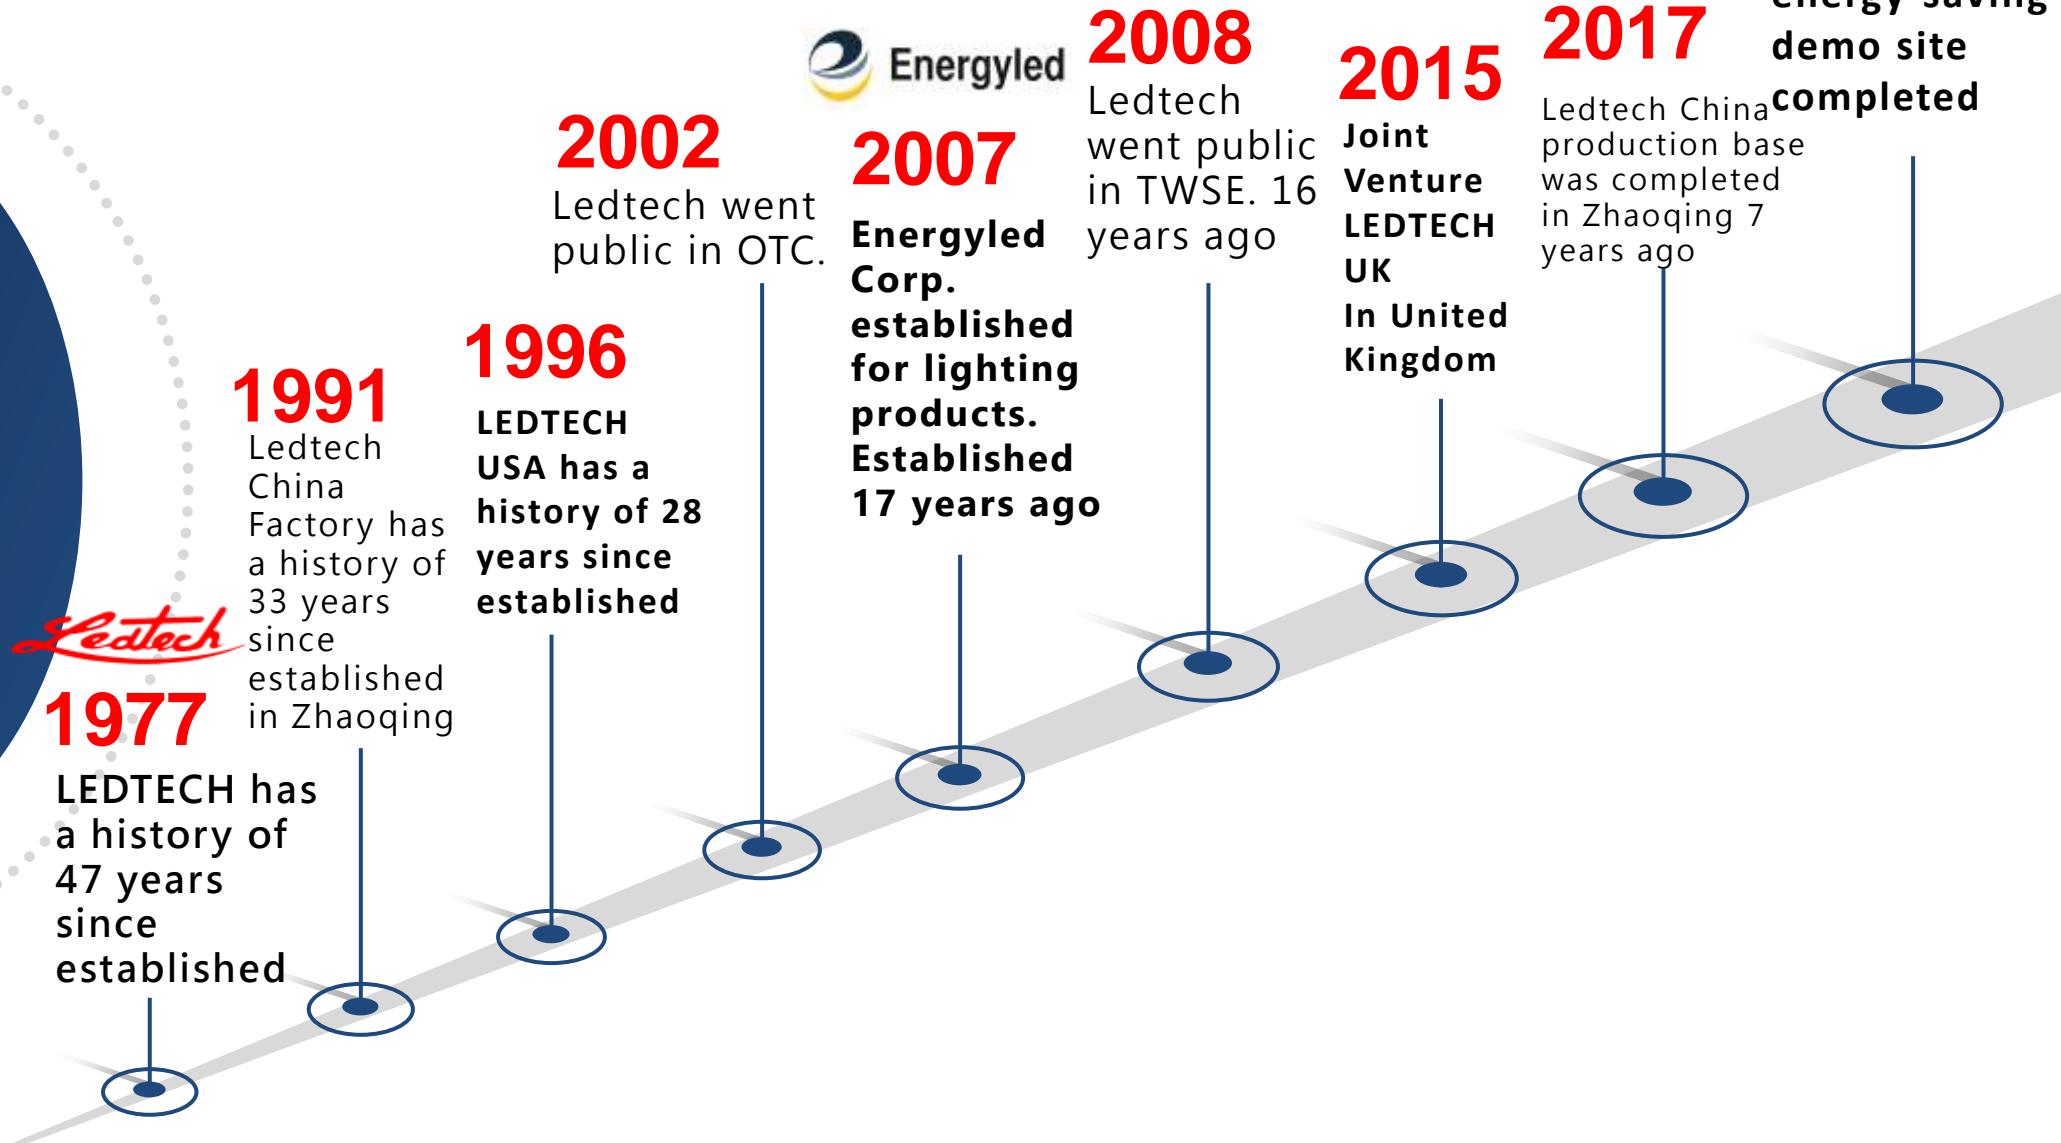 Ledtech
1977
LEDTECH has
a history of
47 years
since
established
1991
Ledtech
China
Factory has
a history of
33 years
since
established
in Zhaoqing
1996
LEDTECH
USA has a
history of 28
years since
established
2002
Ledtech went
public in OTC.
Energyled
2007
Energyled
Corp.
established
for lighting
products.
Established
17 years ago
2008
Ledtech
went public
in TWSE. 16
years ago
2015
Joint
Venture
LEDTECH
UK
In United
Kingdom
2017
Ledtech China
production base
was completed
in Zhaoqing 7
years ago
energy saving
demo site
completed